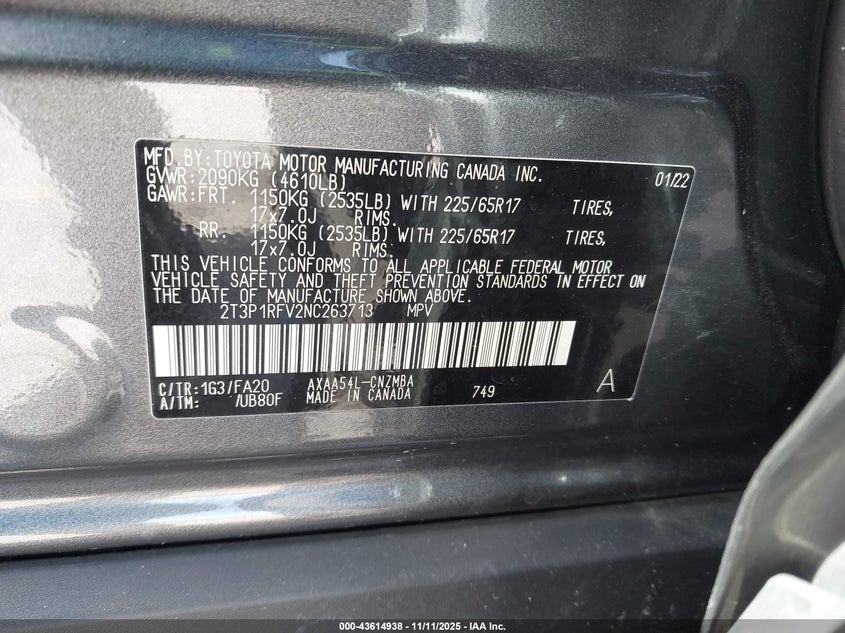 MFD.BY:TOYOTA MOTOR MANUFACTURING CANADA INC. 01/22
GVWR:2090KG (4610LB)
GAWR:FRT. 1150KG (2535LB) WITH 225/65R17 TIRES,
17x7.0J RIMS.
RR. 1150KG (2535LB) WITH 225/65R17 TIRES,
17x7.0J RIMS.
THIS VEHICLE CONFORMS TO ALL APPLICABLE FEDERAL MOTOR
VEHICLE SAFETY AND THEFT PREVENTION STANDARDS IN EFFECT ON
THE DATE OF MANUFACTURE SHOWN ABOVE.
2T3P1RFV2NC263713 MPV
C/TR:1G3/FA20 AXAA54L-CNZMBA A
A/TM: /UB80F MADE IN CANADA 749
000-43614938 - 11/11/2025 - IAA Inc.